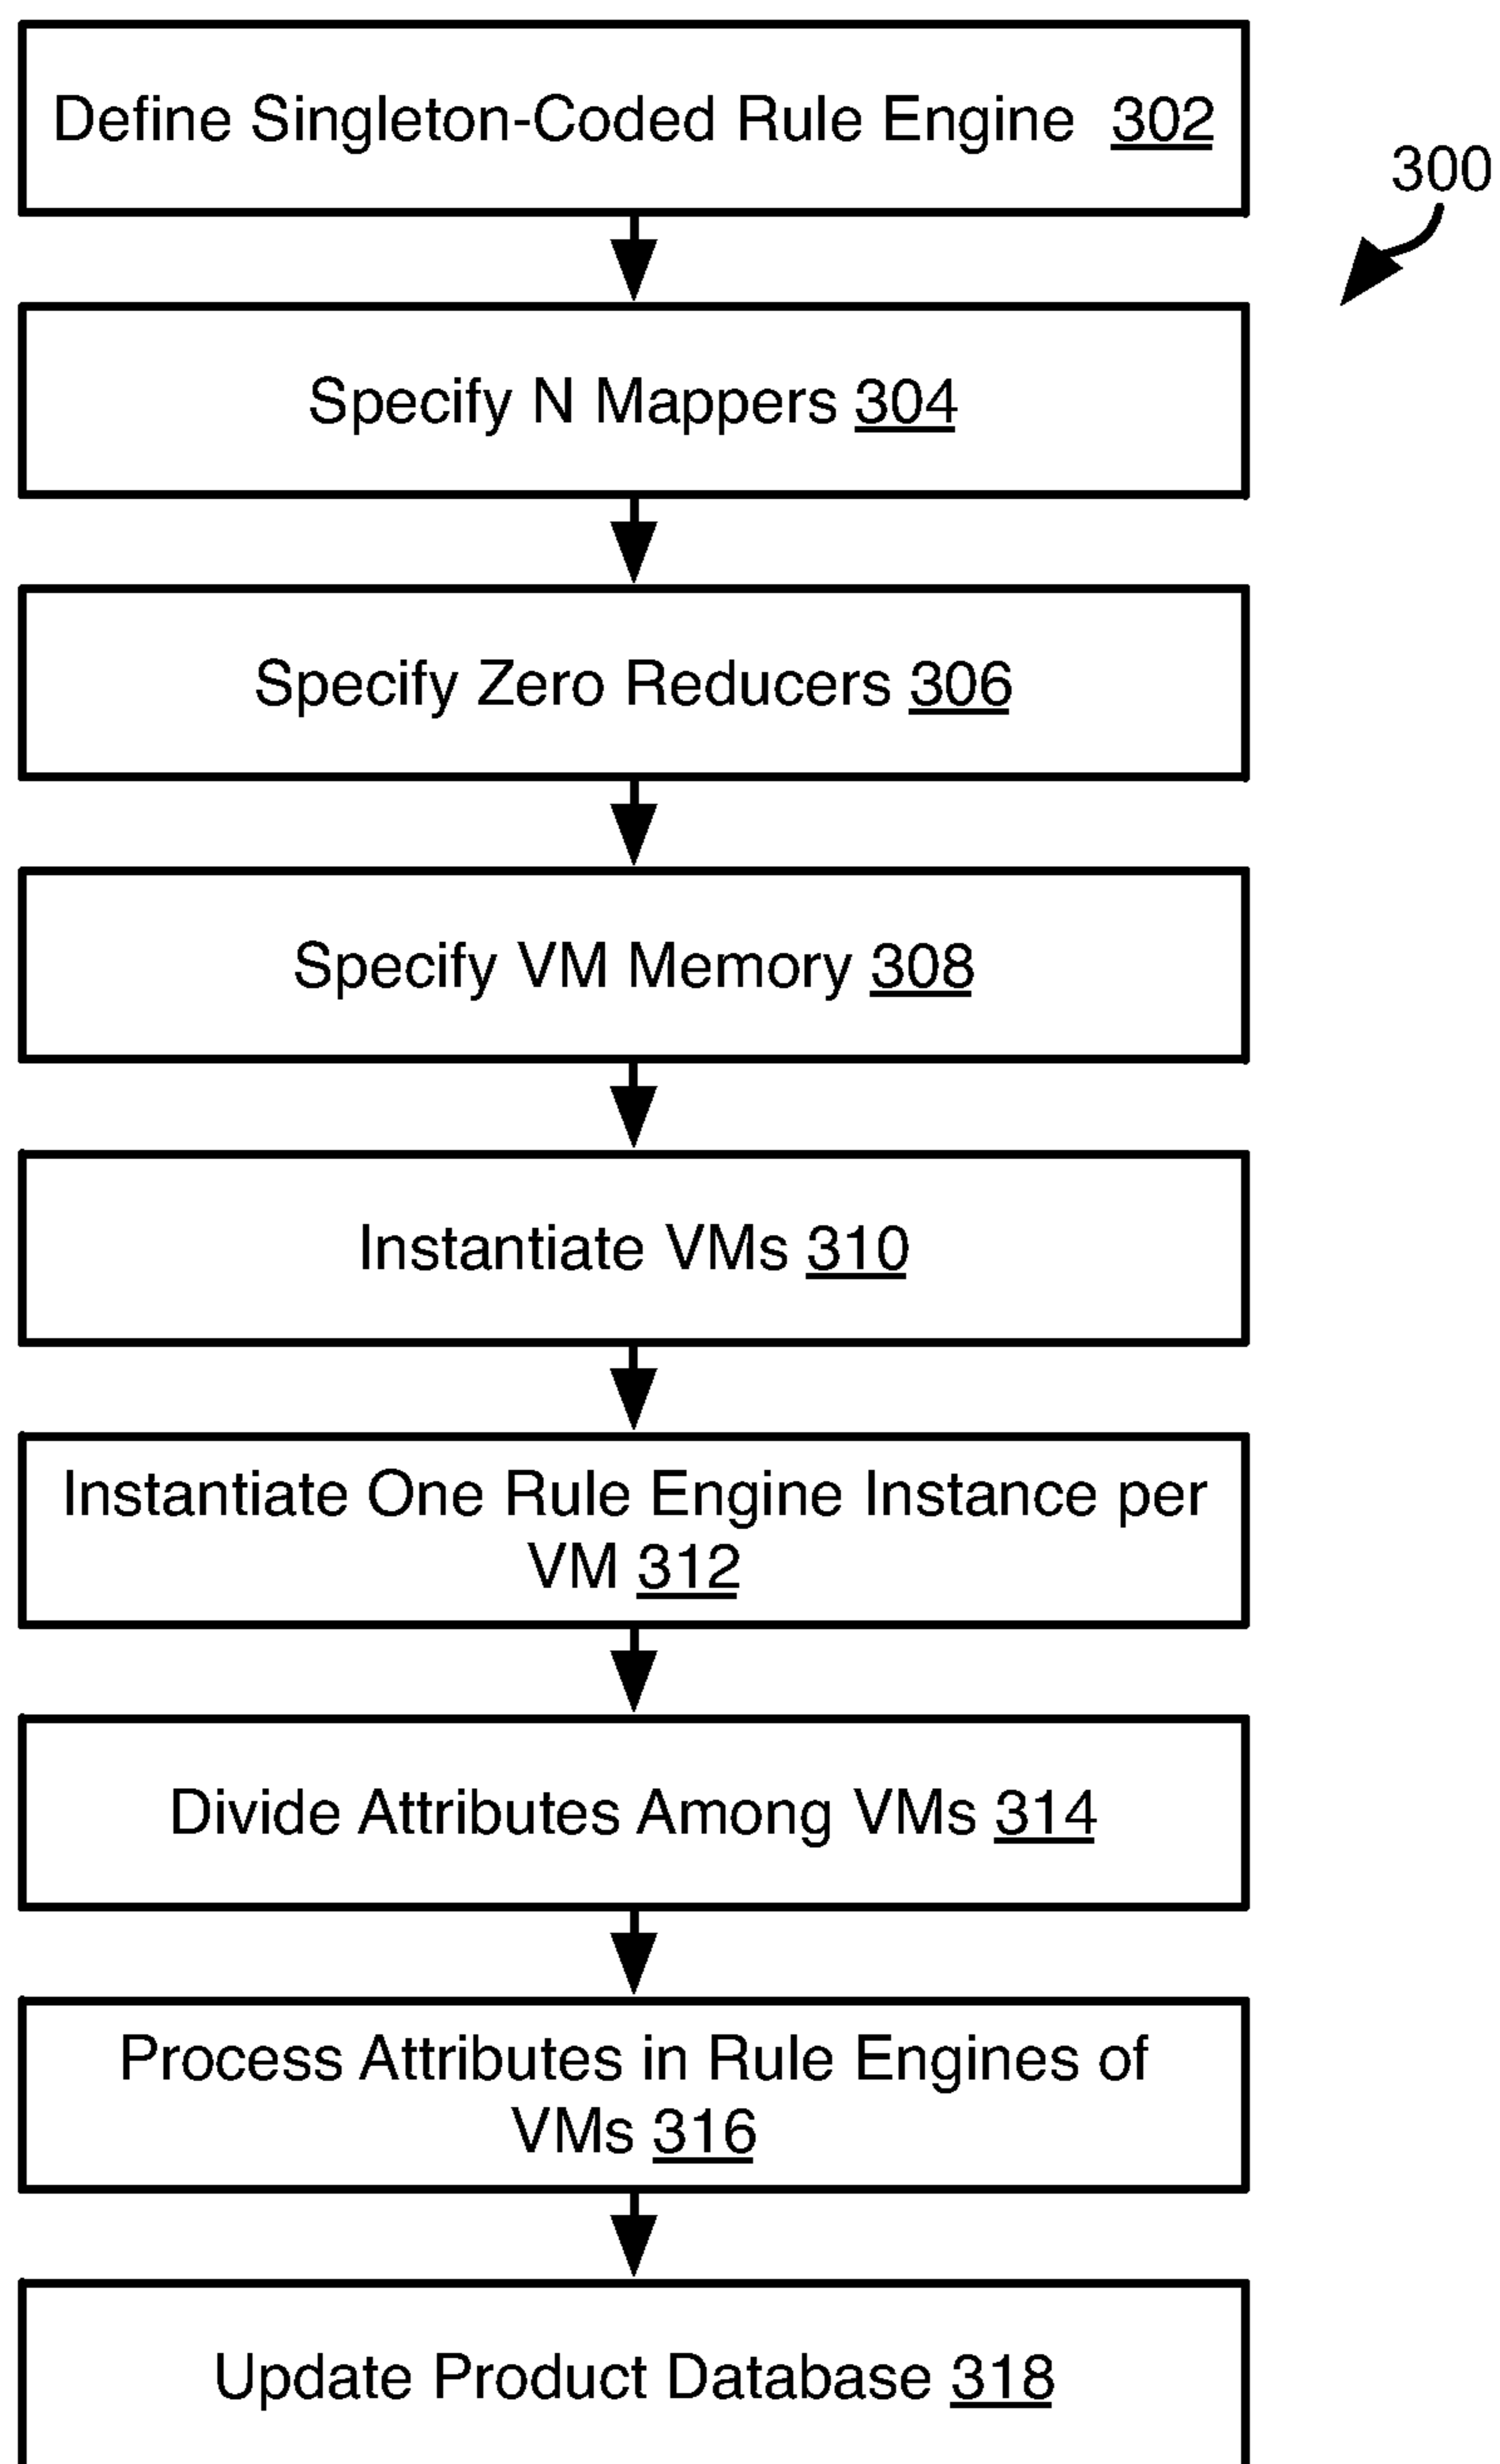 Define Singleton-Coded Rule Engine 302
300
Specify N Mappers 304
Specify Zero Reducers 306
Specify VM Memory 308
Instantiate VMs 310
Instantiate One Rule Engine Instance per
VM 312
Divide Attributes Among VMs 314
Process Attributes in Rule Engines of
VMs 316
Update Product Database 318